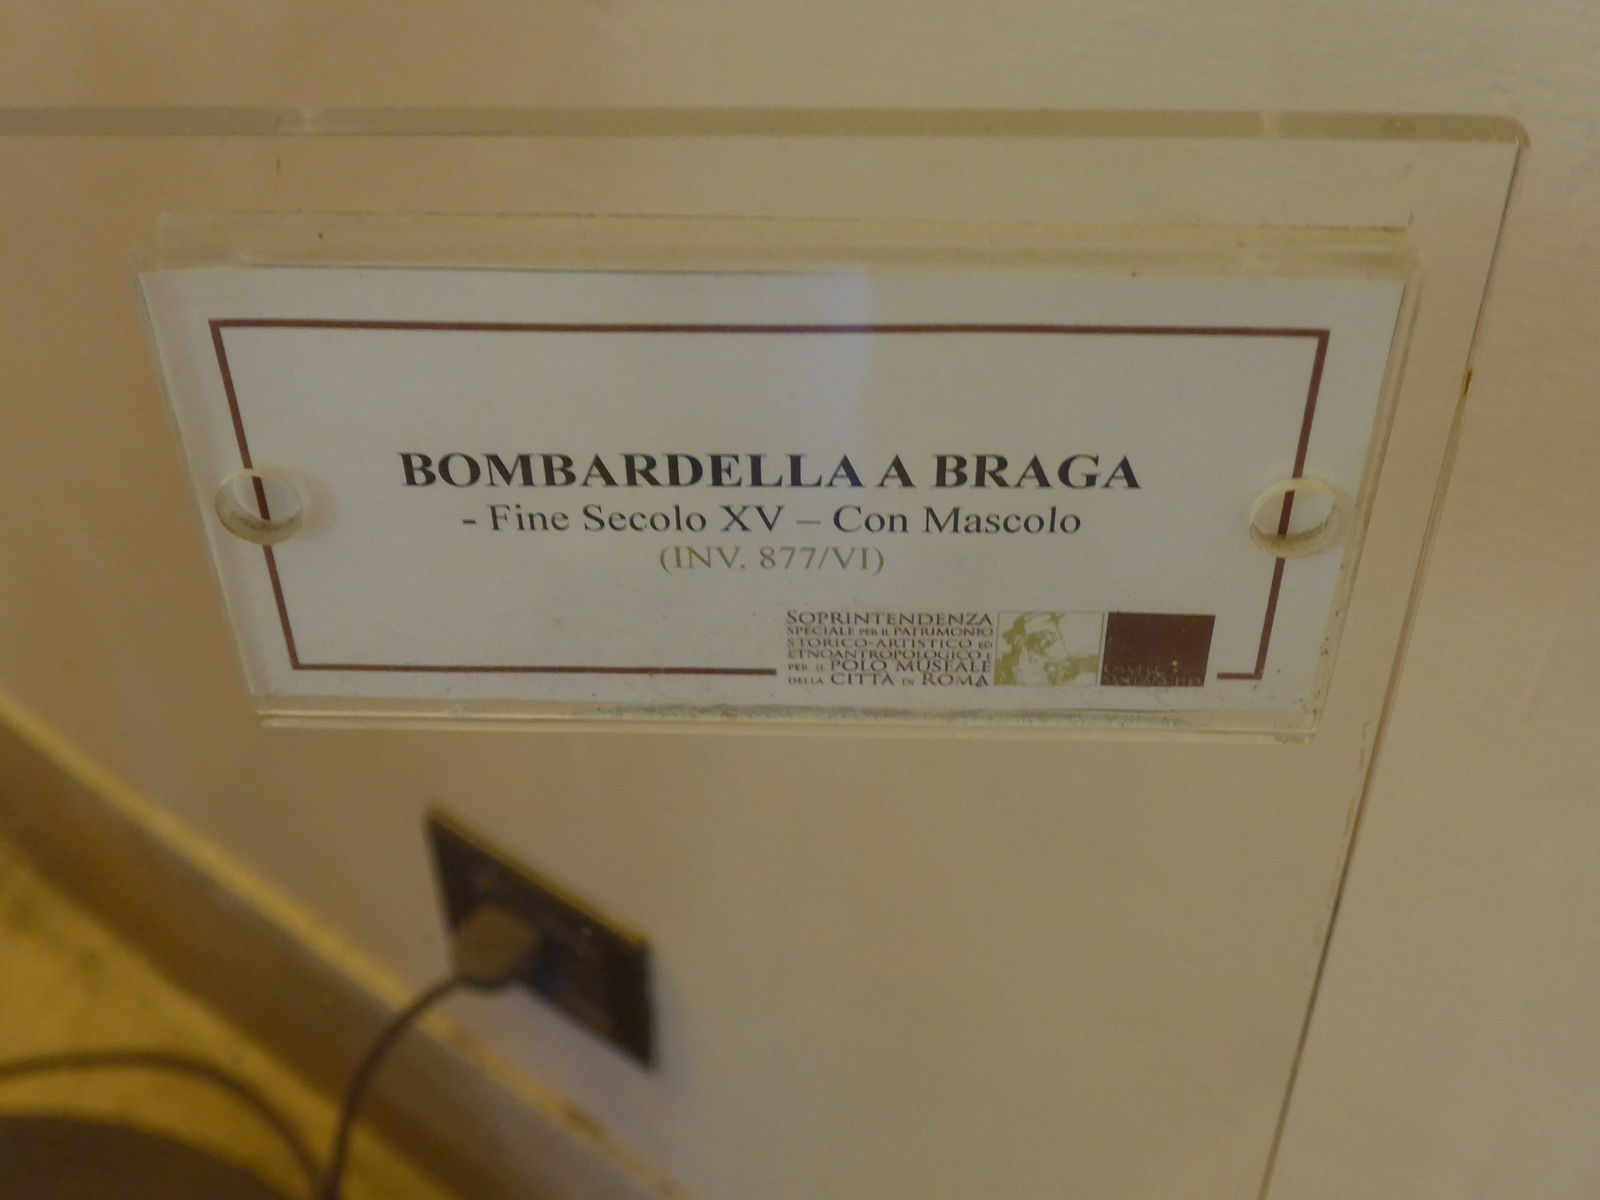 BOMBARDELLA A BRAGA
- Fine Secolo XV – Con Mascolo
(INV. 877/VI)
SOPRINTENDENZA
SPECIALE PER IL PATRIMONIO
STORICO-ARTISTICO ED
ETNOANTROPOLOGICO E
PER IL POLO MUSEALE
DELLA CITTÀ DI ROMA